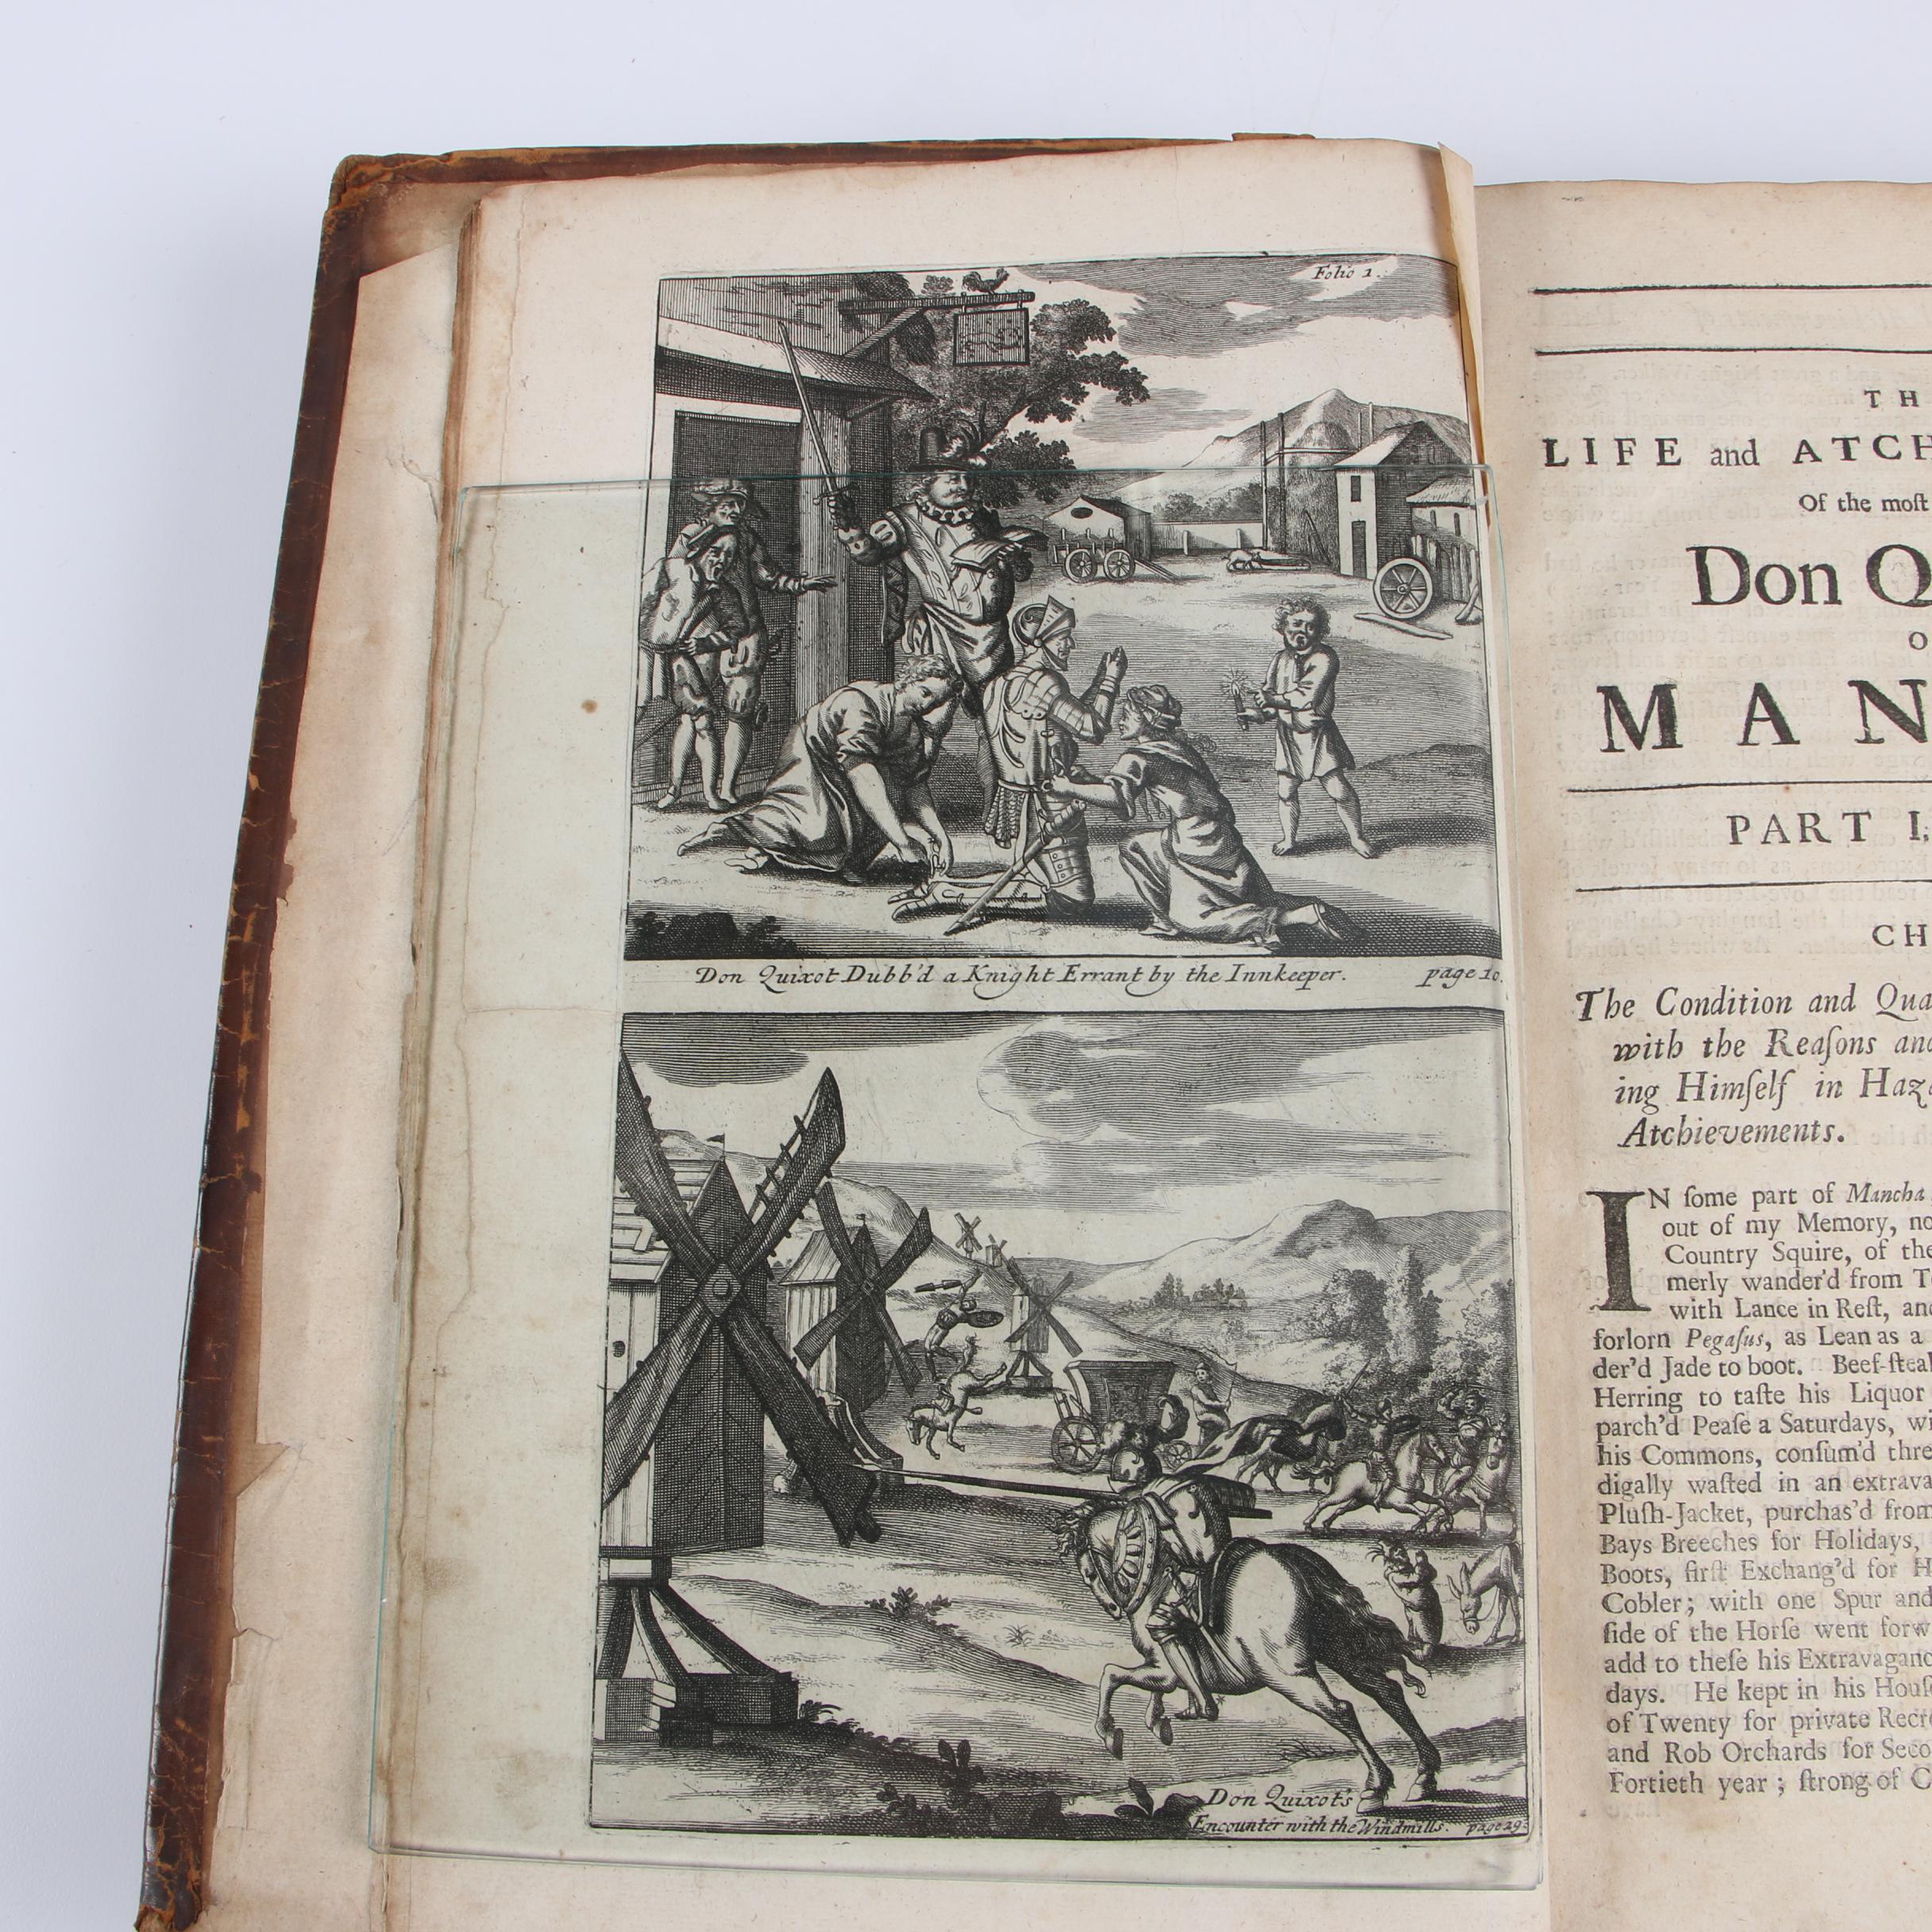 Folio 1.
Don Quixot Dubb'd a Knight Errant by the Innkeeper. page 10.
Don Quixot's
Encounter with the Windmills. page 29
TH
LIFE and ATCH
Of the moſt
Don Q
O
MAN
PART I.
CH
The Condition and Qua
with the Reaſons and
ing Himſelf in Haz
Atchievements.
IN ſome part of Mancha
out of my Memory, no
Country Squire, of the
merly wander'd from T
with Lance in Reſt, and
forlorn Pegaſus, as Lean as a
der'd Jade to boot. Beef-ſteak
Herring to taſte his Liquor
parch'd Peaſe a Saturdays, wi
his Commons, conſum'd thre
digally waſted in an extrava
Pluſh-Jacket, purchas'd from
Bays Breeches for Holidays,
Boots, firſt Exchang'd for H
Cobler; with one Spur and
ſide of the Horſe went forw
add to theſe his Extravaganc
days. He kept in his Houſe
of Twenty for private Recre
and Rob Orchards for Seco
Fortieth year; ſtrong of C